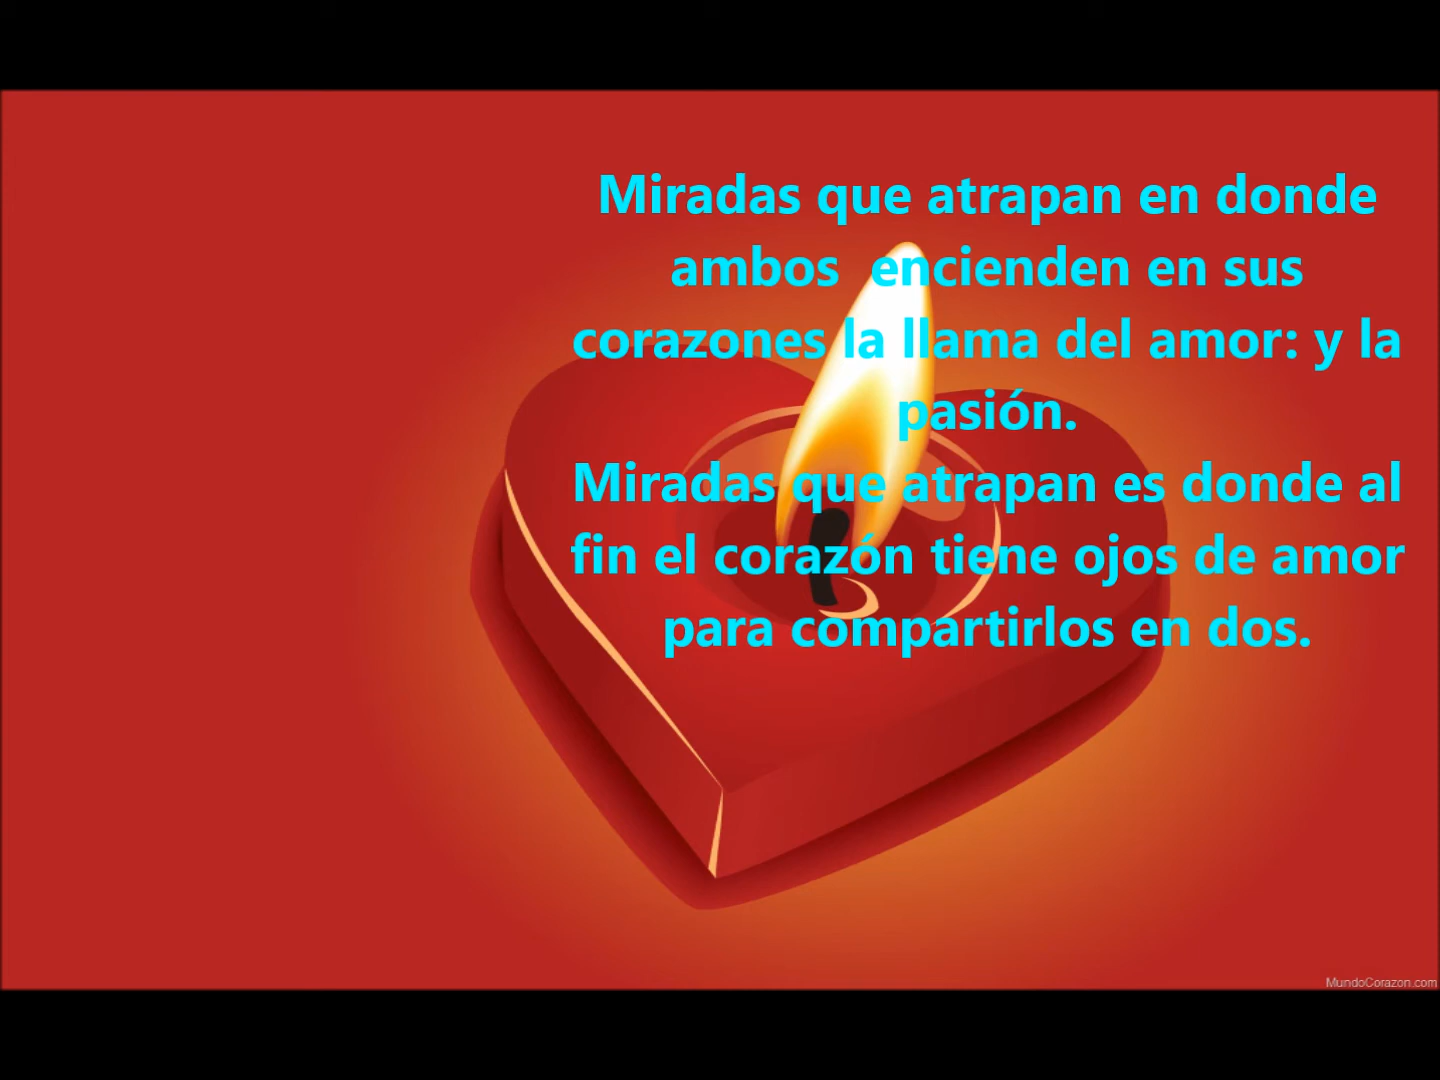 Miradas que atrapan en donde
ambos  encienden en sus
corazones la llama del amor: y la
pasión.
Miradas que atrapan es donde al
fin el corazón tiene ojos de amor
para compartirlos en dos.
MundoCorazon.com